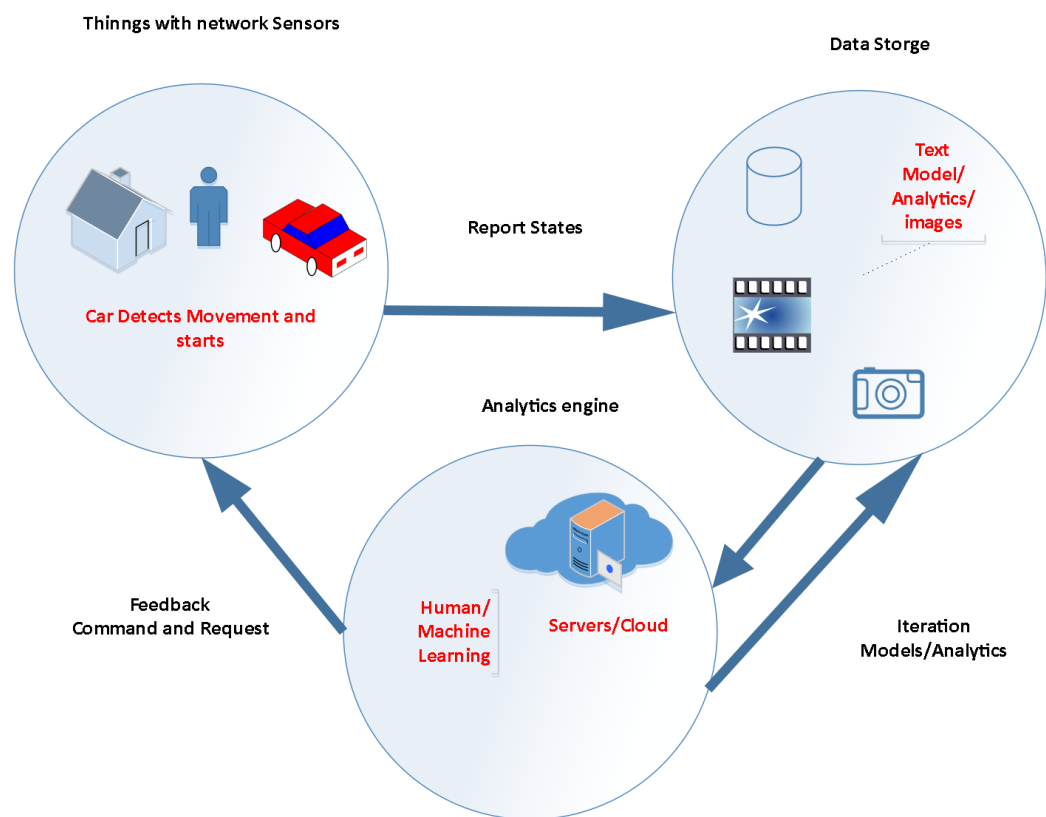 Thinngs with network Sensors
Data Storge
Text
Model/
Analytics/
images
Report States
Car Detects Movement and
starts
Analytics engine
Human/
Machine
Learning
Servers/Cloud
Feedback
Command and Request
Iteration
Models/Analytics